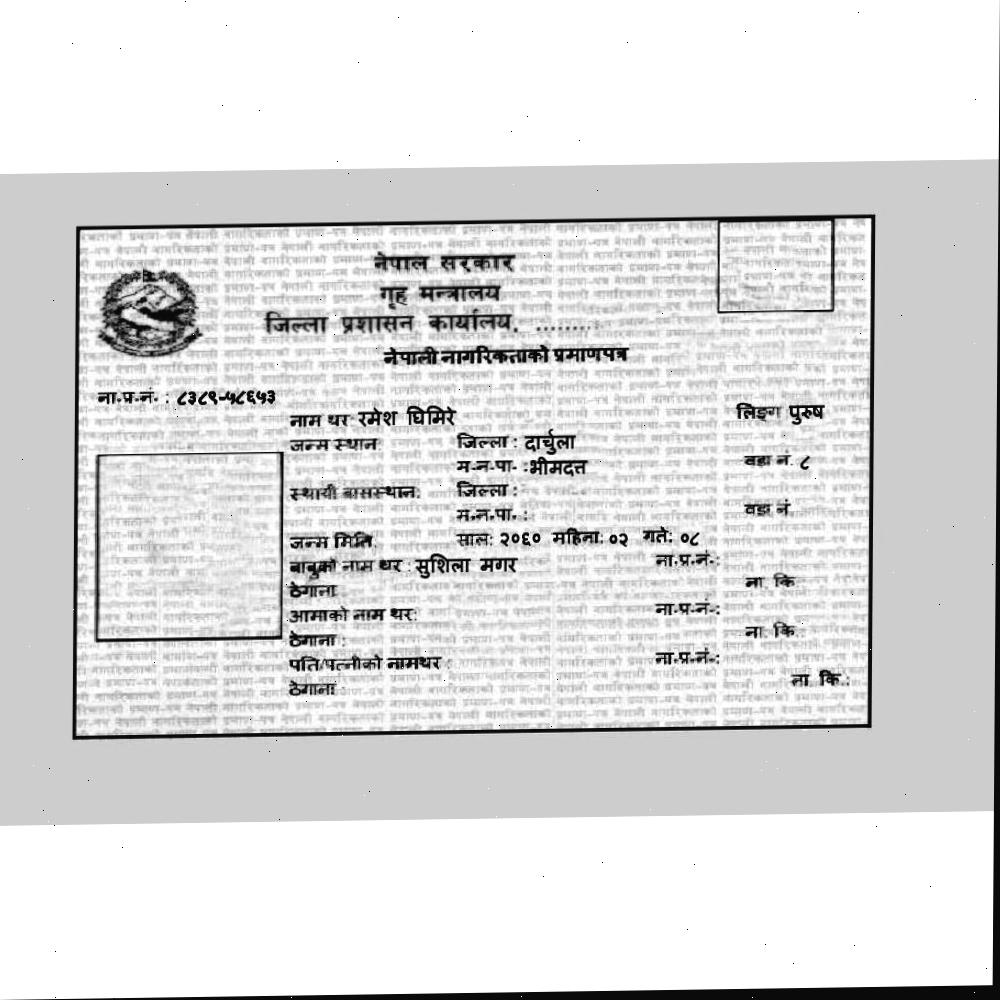 नेपाल सरकार
गृह मन्त्रालय
जिल्ला प्रशासन कार्यालय, .........
नेपाली नागरिकताको प्रमाणपत्र
ना.प्र.नं. : ८३८९-५८६५३
नाम थर: रमेश घिमिरे लिङ्ग पुरुष
जन्म स्थान: जिल्ला : दार्चुला
म.न.पा. : भीमदत्त वडा नं. ८
स्थायी बासस्थान: जिल्ला :
म.न.पा. : वडा नं.
जन्म मिति: साल: २०६० महिना: ०२ गते: ०८
बाबुको नाम थर : सुशिला मगर ना.प्र.नं.:
ठेगाना: ना. कि.:
आमाको नाम थर: ना.प्र.नं.:
ठेगाना : ना. कि.:
पति/पत्नीको नामथर : ना.प्र.नं.:
ठेगाना : ना. कि.: